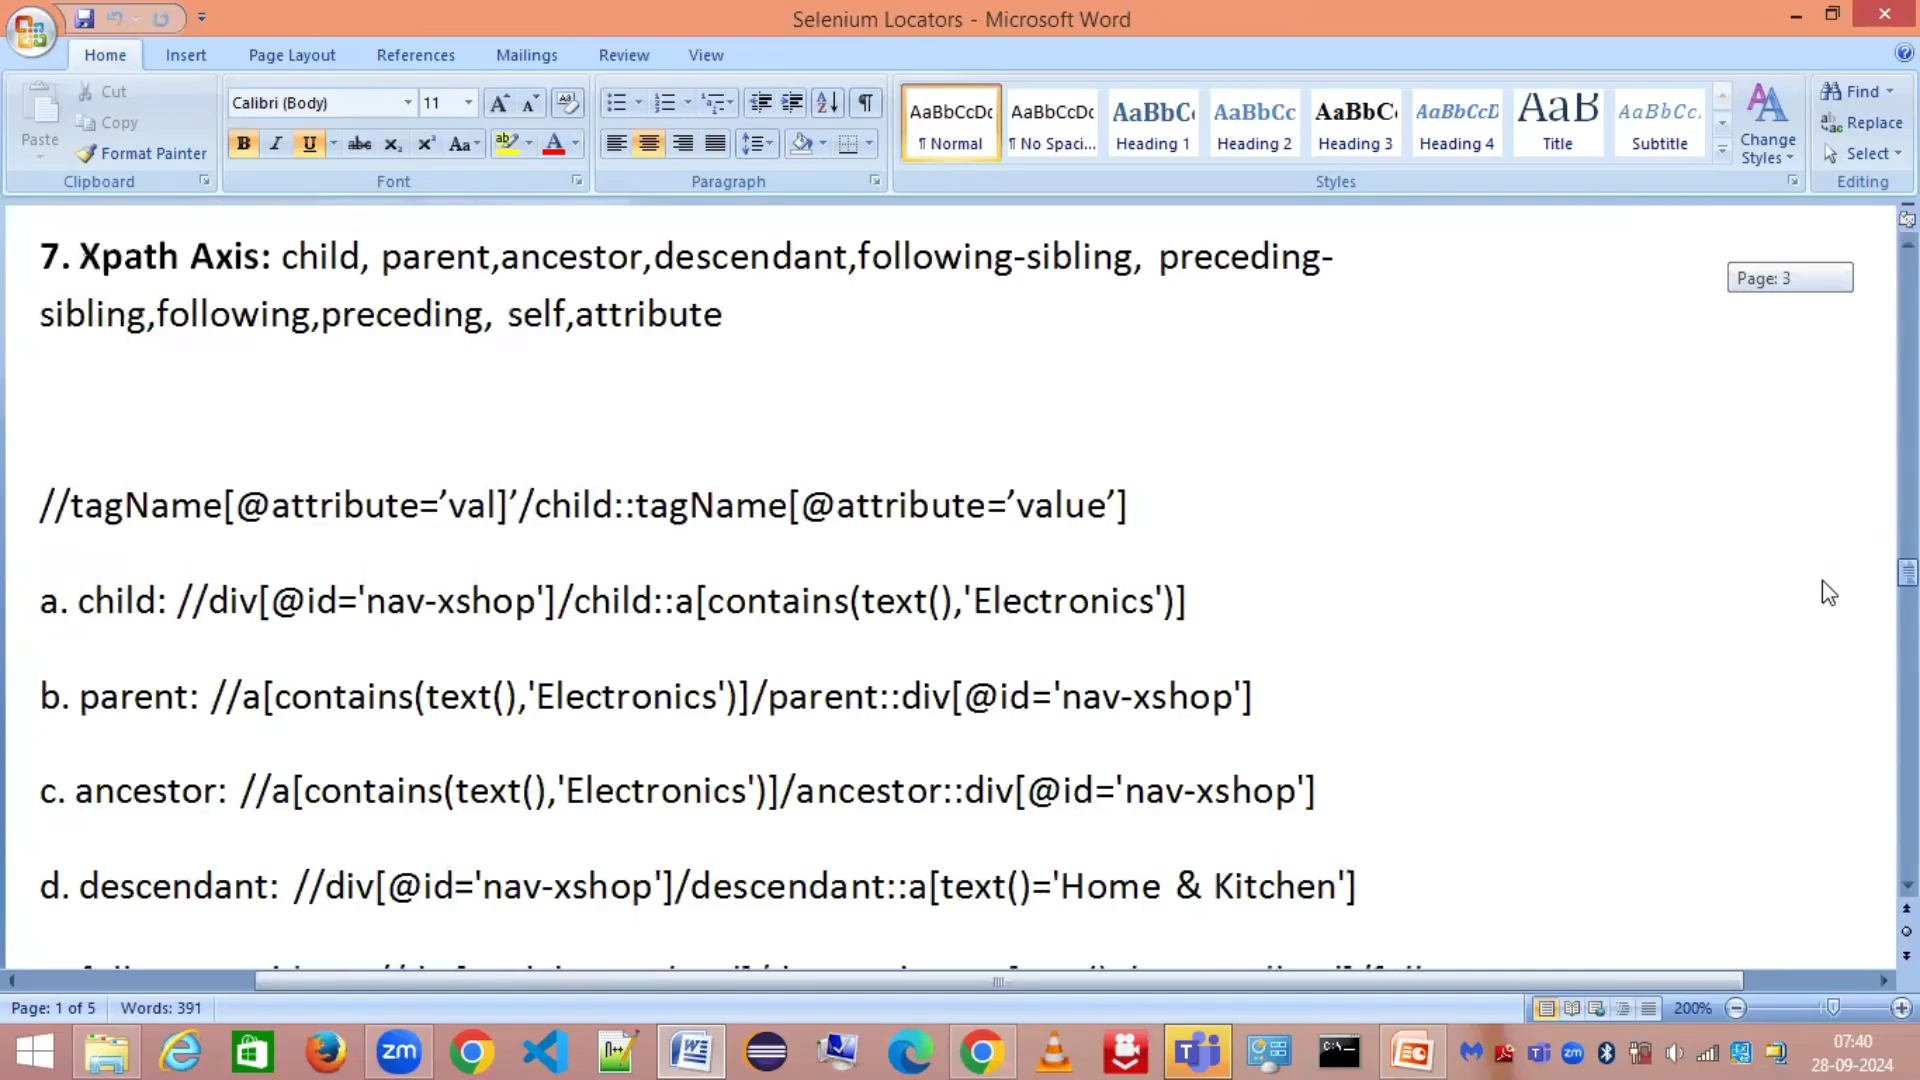 Selenium Locators - Microsoft Word
Home Insert Page Layout References Mailings Review View
Paste
Cut
Copy
Format Painter
Clipboard
Calibri (Body) 11
B I U abc X₂ X² Aa
Font
Paragraph
AaBbCcDc AaBbCcDc AaBbC AaBbCc AaBbC AaBbCcD AaB AaBbCc.
¶ Normal ¶ No Spaci... Heading 1 Heading 2 Heading 3 Heading 4 Title Subtitle
Change Styles
Styles
Find
Replace
Select
Editing
Page: 3
7. Xpath Axis: child, parent,ancestor,descendant,following-sibling, preceding-
sibling,following,preceding, self,attribute
//tagName[@attribute=’val]’/child::tagName[@attribute=’value’]
a. child: //div[@id='nav-xshop']/child::a[contains(text(),'Electronics')]
b. parent: //a[contains(text(),'Electronics')]/parent::div[@id='nav-xshop']
c. ancestor: //a[contains(text(),'Electronics')]/ancestor::div[@id='nav-xshop']
d. descendant: //div[@id='nav-xshop']/descendant::a[text()='Home & Kitchen']
Page: 1 of 5 Words: 391
200%
zm
07:40
28-09-2024